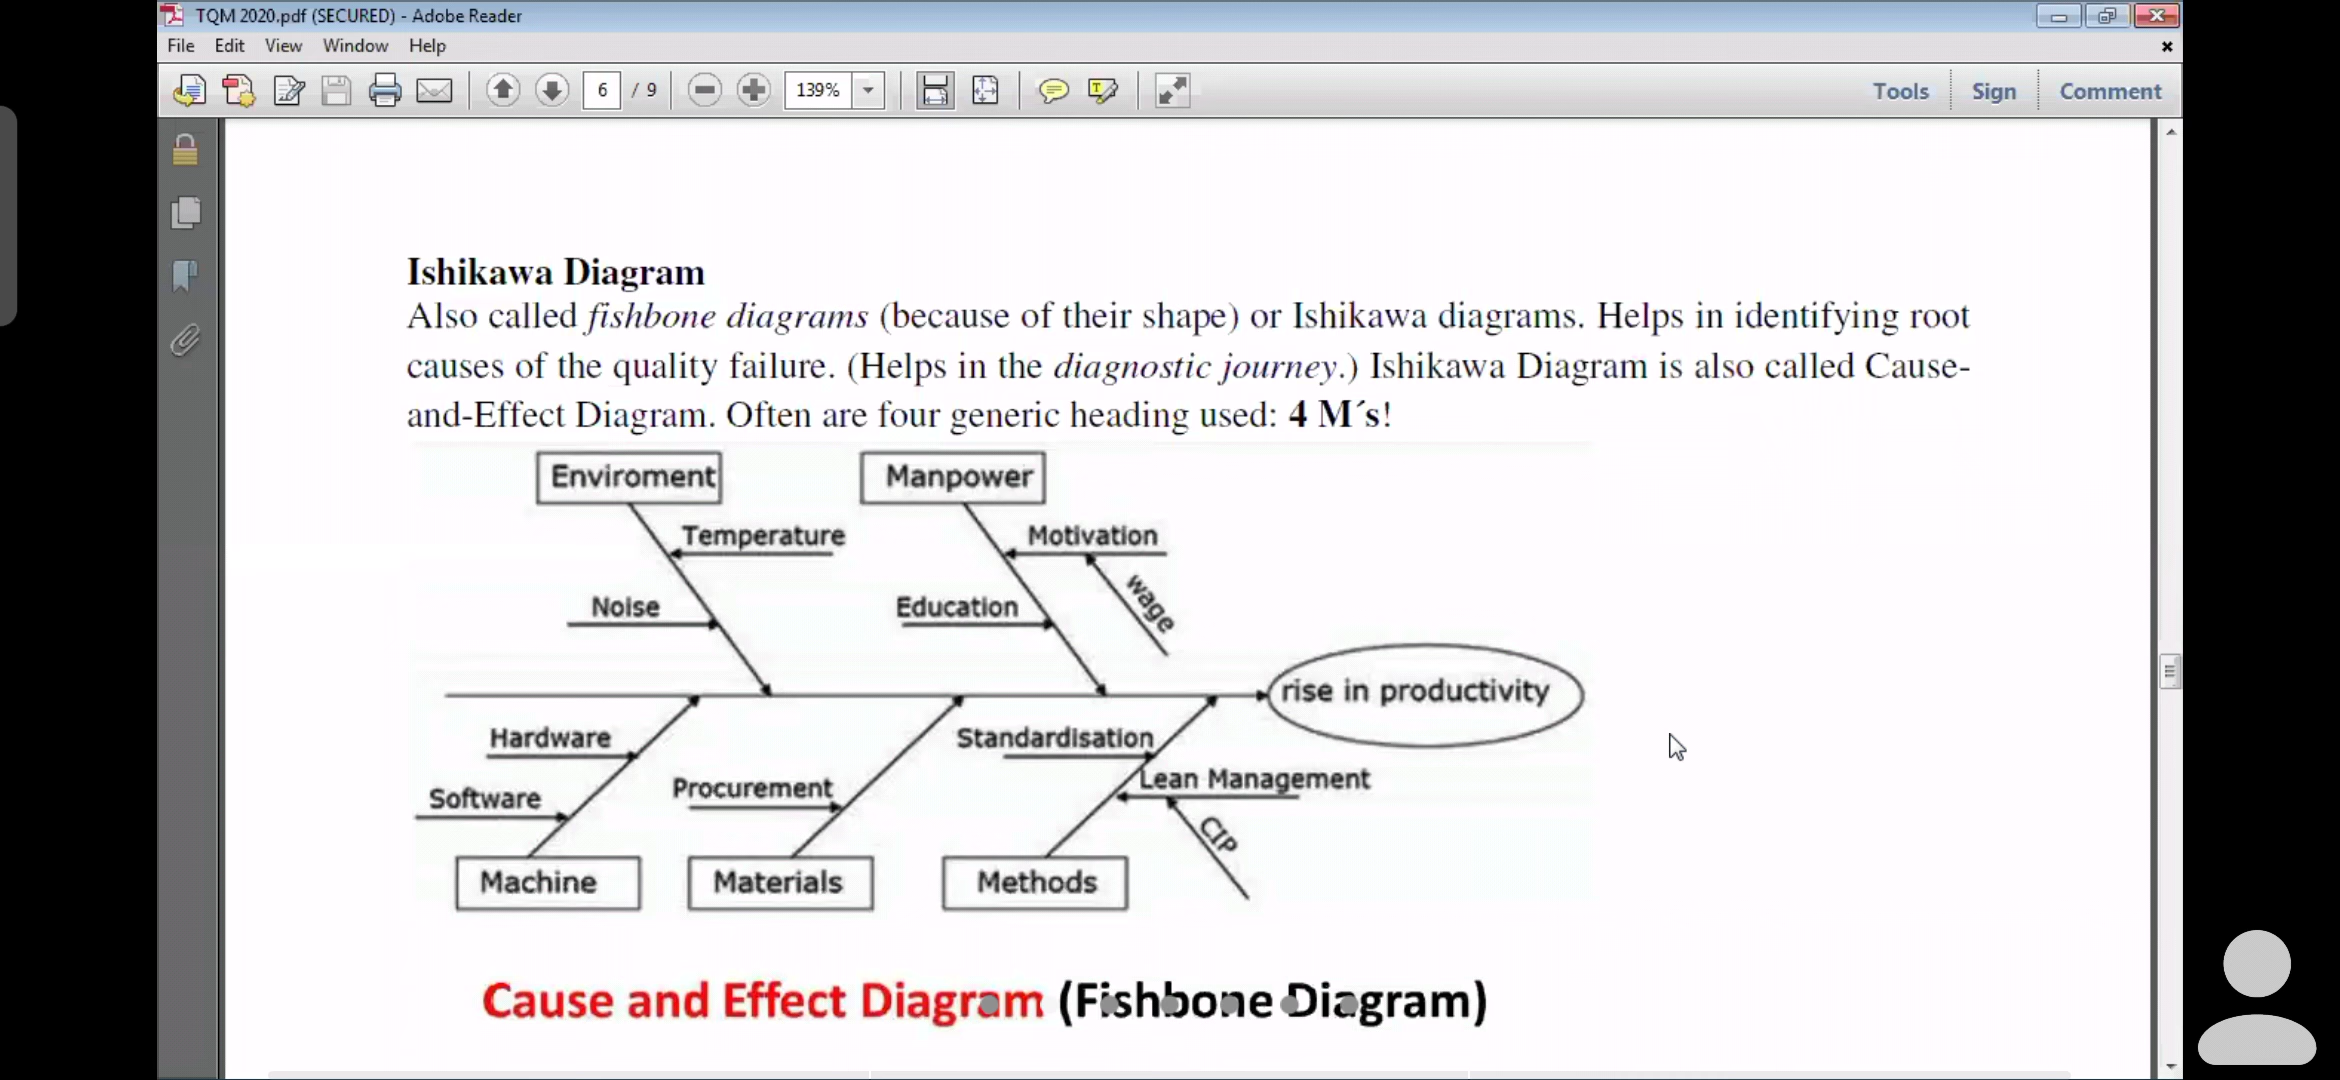 TQM 2020.pdf (SECURED) - Adobe Reader
File Edit View Window Help
6 / 9 139% Tools Sign Comment
Ishikawa Diagram
Also called fishbone diagrams (because of their shape) or Ishikawa diagrams. Helps in identifying root
causes of the quality failure. (Helps in the diagnostic journey.) Ishikawa Diagram is also called Cause-
and-Effect Diagram. Often are four generic heading used: 4 M´s!
Enviroment Manpower
Temperature Motivation
wage
Noise Education
rise in productivity
Hardware Standardisation
Lean Management
Software Procurement
CIP
Machine Materials Methods
Cause and Effect Diagram (Fishbone Diagram)